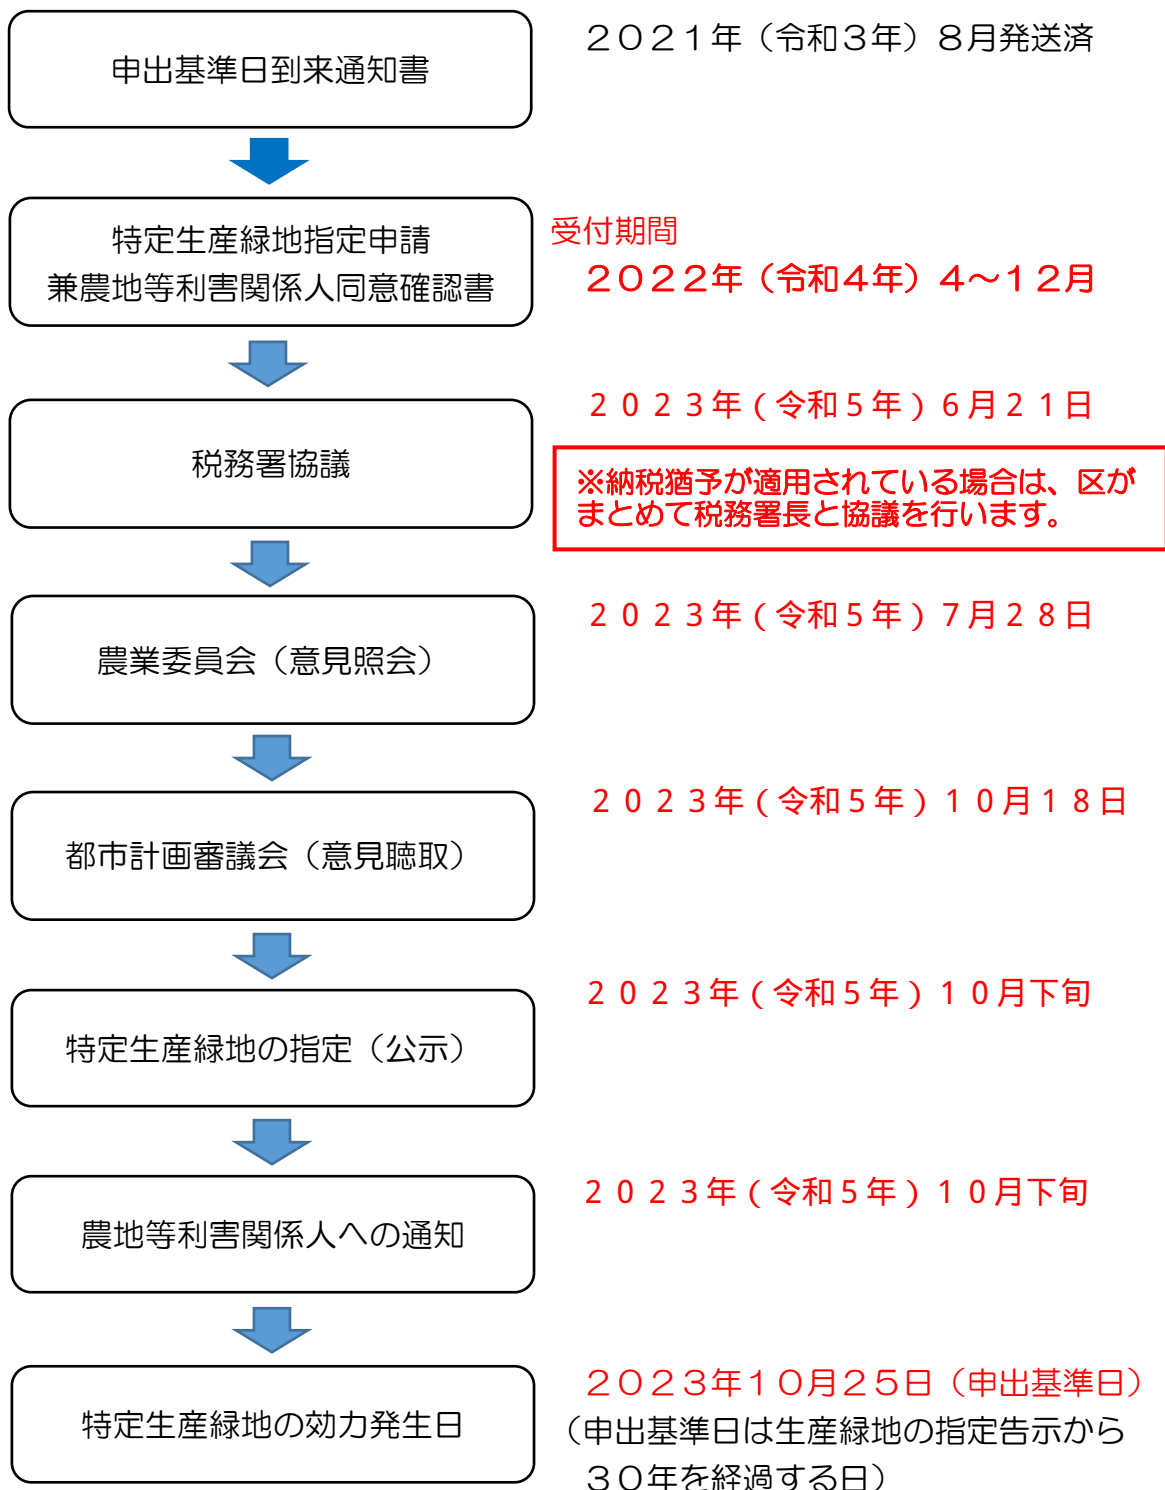 申出基準日到来通知書
２０２１年（令和３年）８月発送済
特定生産緑地指定申請
兼農地等利害関係人同意確認書
受付期間
２０２２年（令和４年）４～１２月
税務署協議
２０２３年(令和５年)６月２１日
※納税猶予が適用されている場合は、区が
まとめて税務署長と協議を行います。
農業委員会（意見照会）
２０２３年(令和５年)７月２８日
都市計画審議会（意見聴取）
２０２３年(令和５年)１０月１８日
特定生産緑地の指定（公示）
２０２３年(令和５年)１０月下旬
農地等利害関係人への通知
２０２３年(令和５年)１０月下旬
特定生産緑地の効力発生日
２０２３年１０月２５日（申出基準日）
（申出基準日は生産緑地の指定告示から
３０年を経過する日）